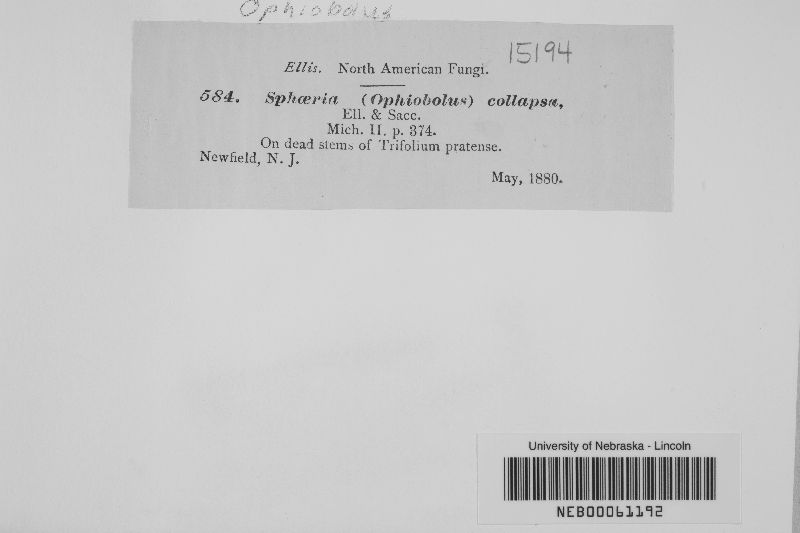 Ophiobolus
15194
Ellis. North American Fungi.
584. Sphæria (Ophiobolus) collapsa,
Ell. & Sacc.
Mich. II. p. 374.
On dead stems of Trifolium pratense.
Newfield, N. J.
May, 1880.
University of Nebraska - Lincoln
NEB00061192